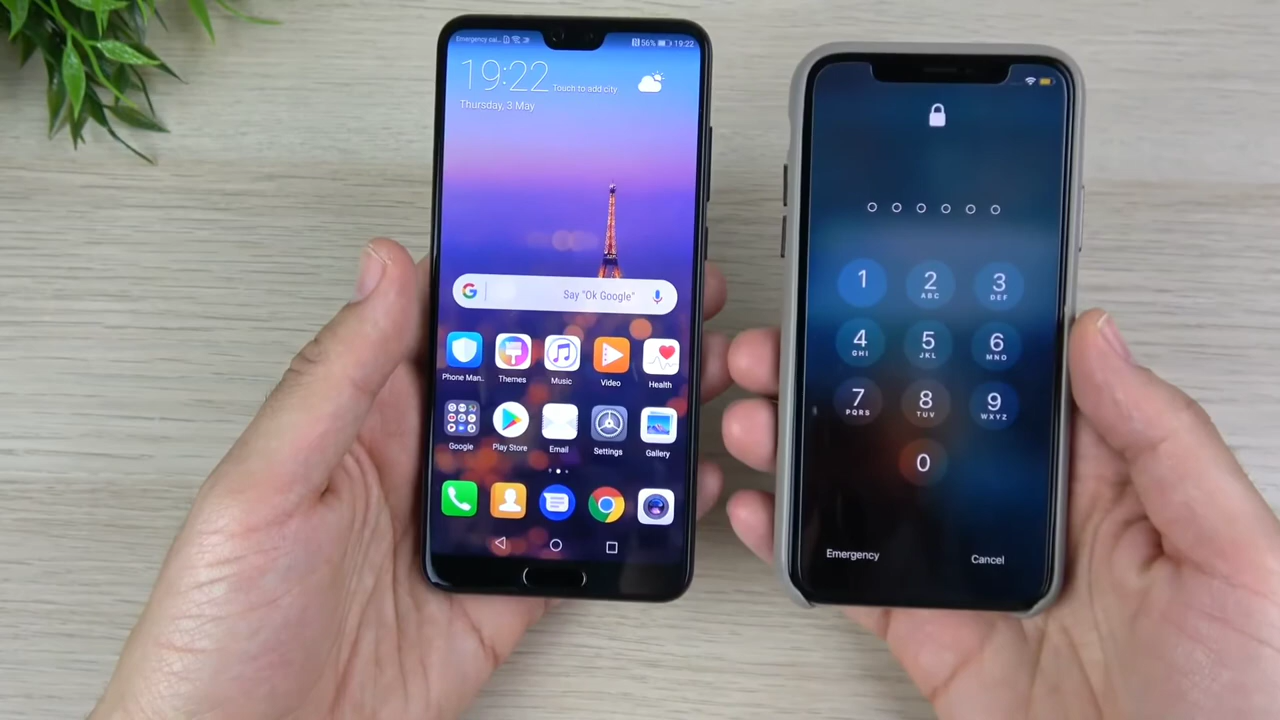 Emergency cal...
56% 19:22
19:22
Touch to add city
Thursday, 3 May
G
Say "Ok Google"
Phone Man..
Themes
Music
Video
Health
Google
Play Store
Email
Settings
Gallery
1
2
ABC
3
DEF
4
GHI
5
JKL
6
MNO
7
PQRS
8
TUV
9
WXYZ
0
Emergency
Cancel